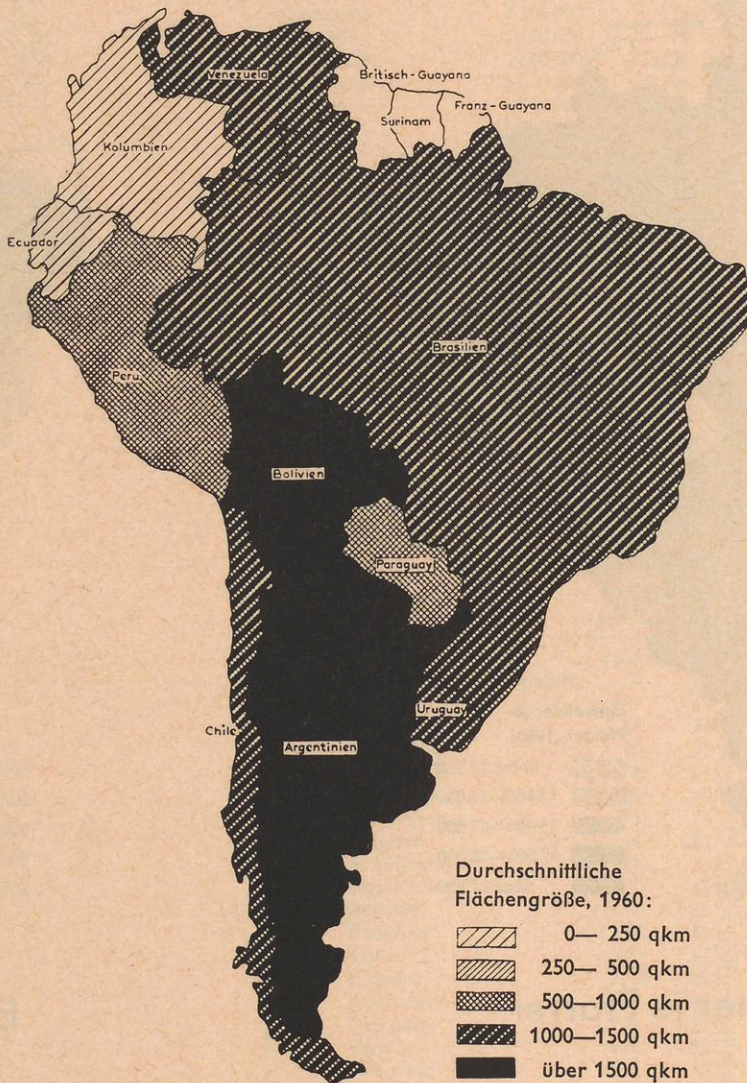 Venezuela
Britisch-Guayana
Franz-Guayana
Surinam
Kolumbien
Ecuador
Brasilien
Peru
Bolivien
Paraguay
Chile
Uruguay
Argentinien
Durchschnittliche
Flächengröße, 1960:
0— 250 qkm
250— 500 qkm
500—1000 qkm
1000—1500 qkm
über 1500 qkm